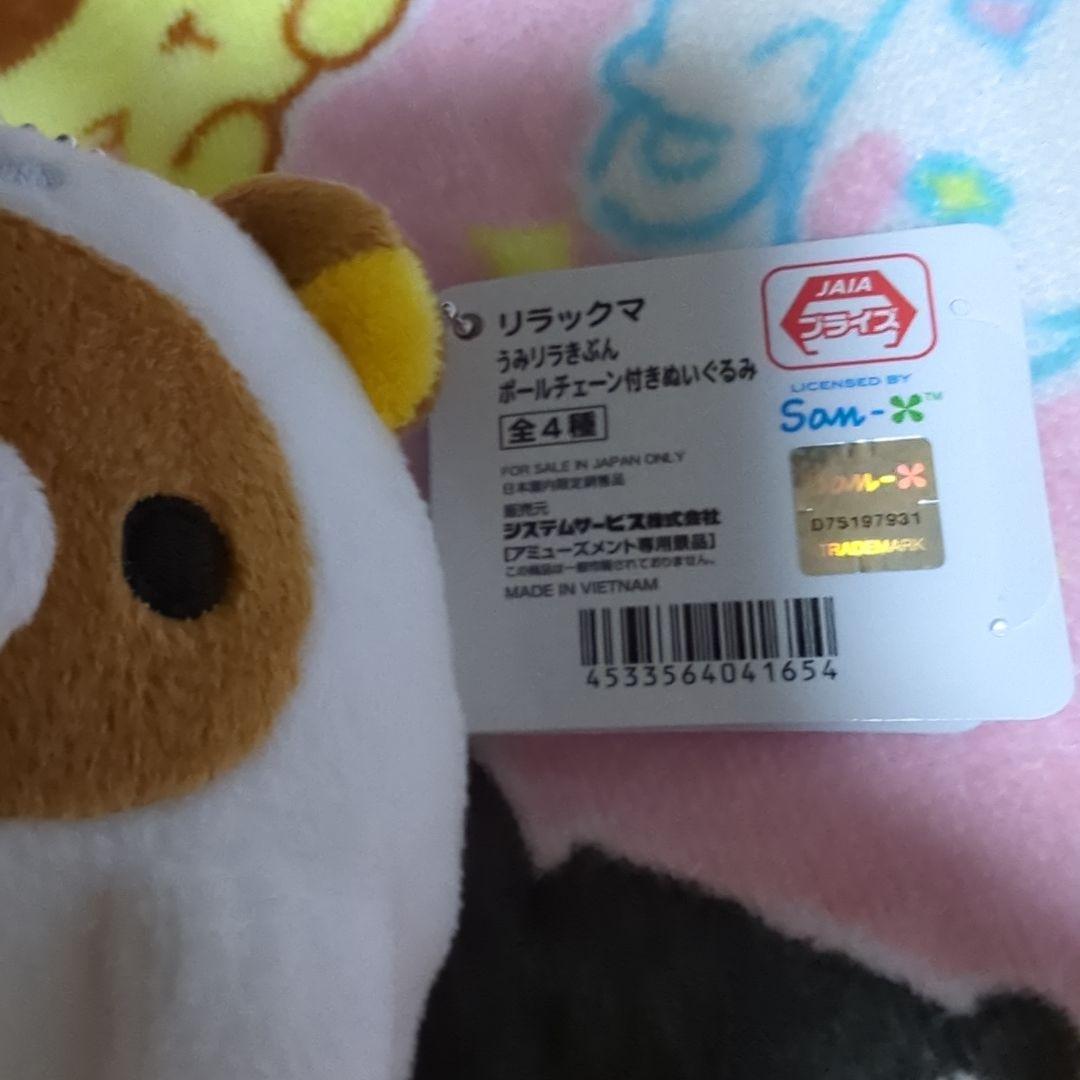 リラックマ
うみリラきぶん
ボールチェーン付きぬいぐるみ
全4種
FOR SALE IN JAPAN ONLY
日本国内限定販売品
販売元
システムサービス株式会社
[アミューズメント専用景品]
この商品は一般市販されておりません。
MADE IN VIETNAM
4533564041654
JAIA
プライズ
LICENSED BY
San-X™
San-X
D75197931
TRADEMARK